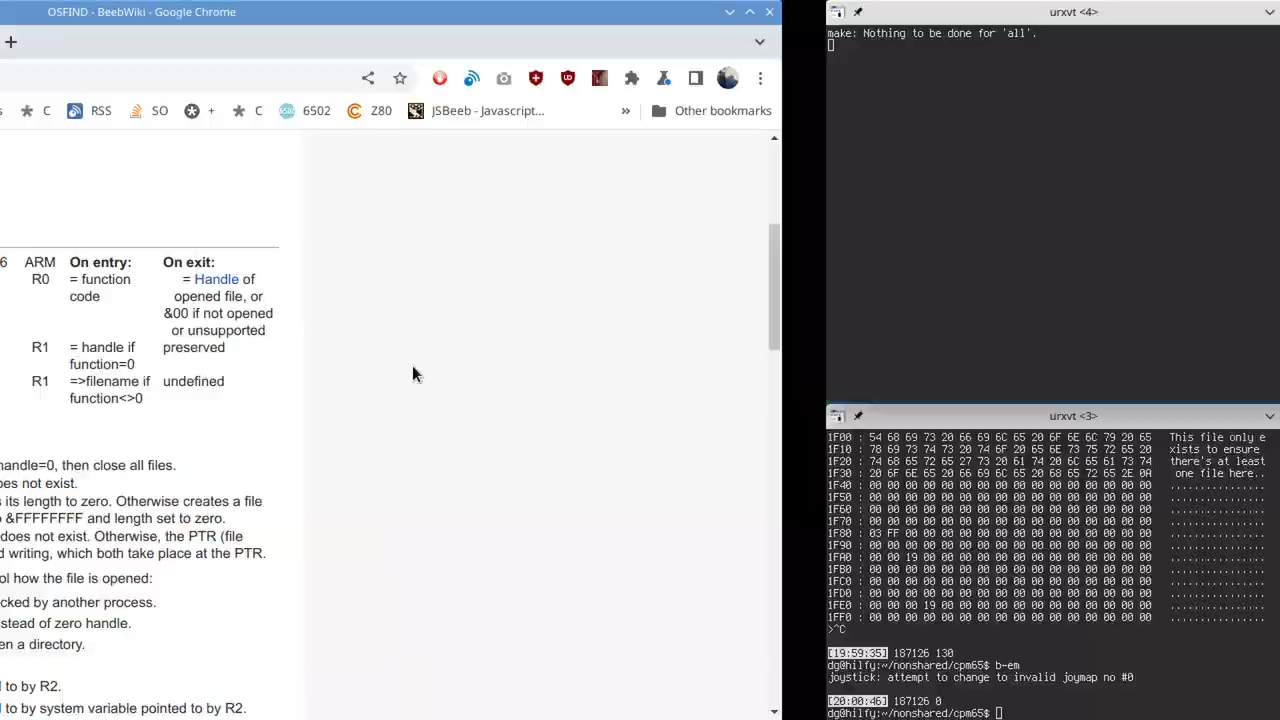 OSFIND - BeebWiki - Google Chrome
s C RSS SO + C 6502 Z80 JSBeeb - Javascript... » Other bookmarks
6 ARM On entry: On exit:
R0 = function = Handle of
code opened file, or
&00 if not opened
or unsupported
R1 = handle if preserved
function=0
R1 =>filename if undefined
function<>0
handle=0, then close all files.
oes not exist.
s its length to zero. Otherwise creates a file
o &FFFFFFFF and length set to zero.
does not exist. Otherwise, the PTR (file
d writing, which both take place at the PTR.
ol how the file is opened:
cked by another process.
stead of zero handle.
en a directory.
l to by R2.
d to by system variable pointed to by R2.
urxvt <4>
make: Nothing to be done for 'all'.
urxvt <3>
1F00 : 54 68 69 73 20 66 69 6C 65 20 6F 6E 6C 79 20 65 This file only e
1F10 : 78 69 73 74 73 20 74 6F 20 65 6E 73 75 72 65 20 xists to ensure
1F20 : 74 68 65 72 65 27 73 20 61 74 20 6C 65 61 73 74 there's at least
1F30 : 20 6F 6E 65 20 66 69 6C 65 20 68 65 72 65 2E 0A one file here..
1F40 : 00 00 00 00 00 00 00 00 00 00 00 00 00 00 00 00 ................
1F50 : 00 00 00 00 00 00 00 00 00 00 00 00 00 00 00 00 ................
1F60 : 00 00 00 00 00 00 00 00 00 00 00 00 00 00 00 00 ................
1F70 : 00 00 00 00 00 00 00 00 00 00 00 00 00 00 00 00 ................
1F80 : 03 FF 00 00 00 00 00 00 00 00 00 00 00 00 00 00 ................
1F90 : 00 00 00 00 00 00 00 00 00 00 00 00 00 00 00 00 ................
1FA0 : 00 00 19 00 00 00 00 00 00 00 00 00 00 00 00 00 ................
1FB0 : 00 00 00 00 00 00 00 00 00 00 00 00 00 00 00 00 ................
1FC0 : 00 00 00 00 00 00 00 00 00 00 00 00 00 00 00 00 ................
1FD0 : 00 00 00 00 00 00 00 00 00 00 00 00 00 00 00 00 ................
1FE0 : 00 00 00 19 00 00 00 00 00 00 00 00 00 00 00 00 ................
1FF0 : 00 00 00 00 00 00 00 00 00 00 00 00 00 00 00 00 ................
>^C
[19:59:35] 187126 130
dg@hilfy:~/nonshared/cpm65$ b-em
joystick: attempt to change to invalid joymap no #0
[20:00:46] 187126 0
dg@hilfy:~/nonshared/cpm65$